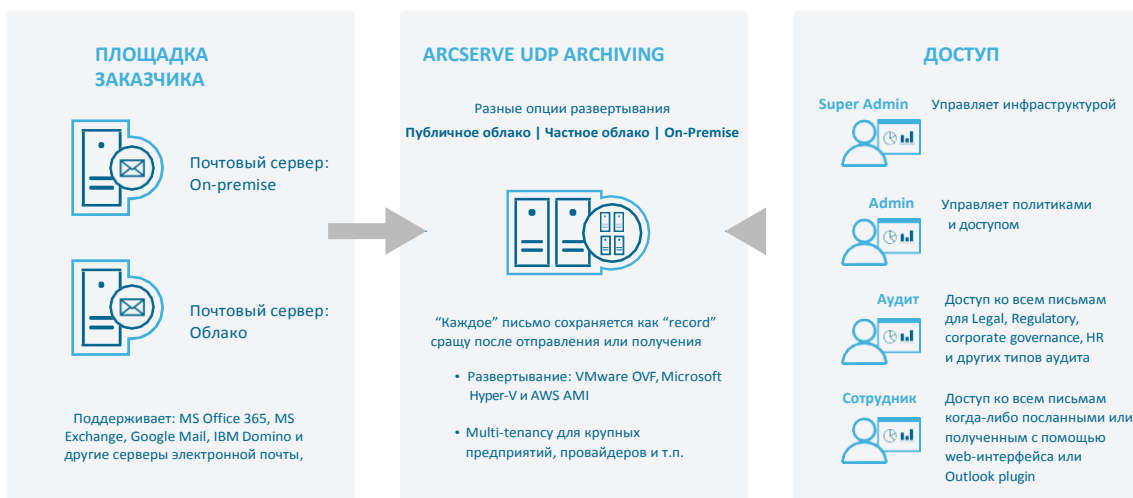 ПЛОЩАДКА
ЗАКАЗЧИКА
Почтовый сервер:
On-premise
Почтовый сервер:
Облако
Поддерживает: MS Office 365, MS
Exchange, Google Mail, IBM Domino и
другие серверы электронной почты,
ARCSERVE UDP ARCHIVING
Разные опции развертывания
Публичное облако | Частное облако | On-Premise
“Каждое” письмо сохраняется как “record”
сращу после отправления или получения
• Развертывание: VMware OVF, Microsoft
Hyper-V и AWS AMI
• Multi-tenancy для крупных
предприятий, провайдеров и т.п.
ДОСТУП
Super Admin
Управляет инфраструктурой
Admin
Управляет политиками
и доступом
Аудит
Доступ ко всем письмам
для Legal, Regulatory,
corporate governance, HR
и других типов аудита
Сотрудник
Доступ ко всем письмам
когда-либо посланными или
полученным с помощью
web-интерфейса или
Outlook plugin